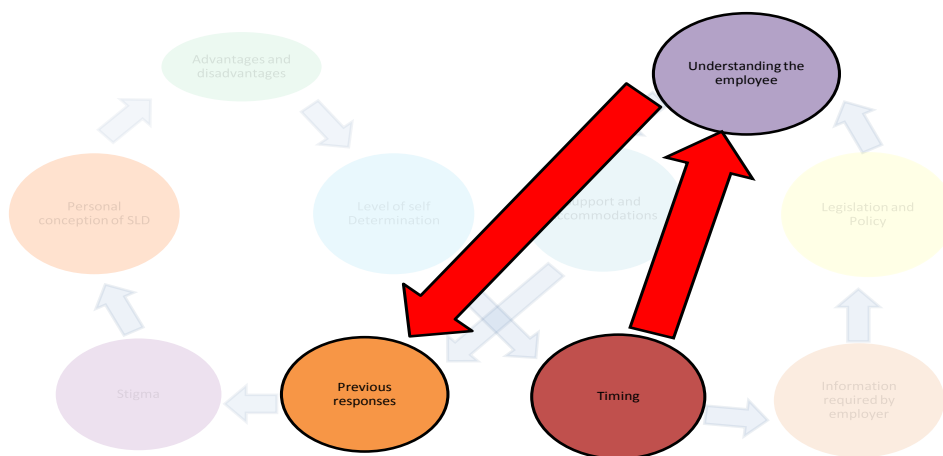 Advantages and
disadvantages
Understanding the
employee
Personal
conception of SLD
Level of self
Determination
upport and
ccommodations
Legislation and
Policy
Stigma
Previous
responses
Timing
Information
required by
employer